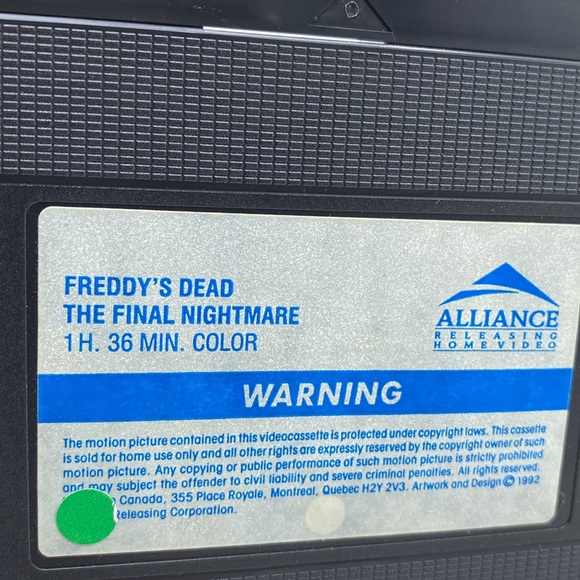 FREDDY'S DEAD
THE FINAL NIGHTMARE
1 H. 36 MIN. COLOR
ALLIANCE
RELEASING
HOME VIDEO
WARNING
The motion picture contained in this videocassette is protected under copyright laws. This cassette
is sold for home use only and all other rights are expressly reserved by the copyright owner of such
motion picture. Any copying or public performance of such motion picture is strictly prohibited
and may subject the offender to civil liability and severe criminal penalties. All rights reserved.
Canada, 355 Place Royale, Montreal, Quebec H2Y 2V3. Artwork and Design © 1992
Releasing Corporation.